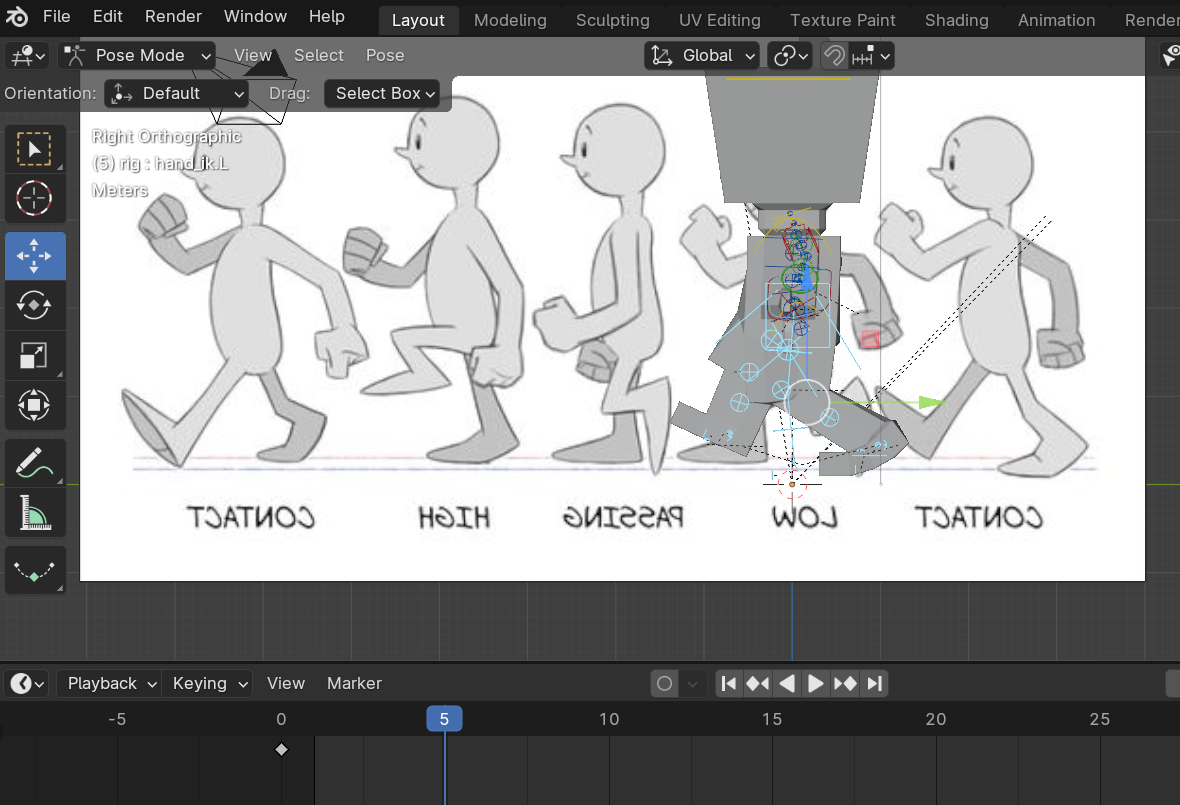 File Edit Render Window Help Layout Modeling Sculpting UV Editing Texture Paint Shading Animation Render
Pose Mode View Select Pose Global
Orientation: Default Drag: Select Box
Right Orthographic
(5) rig : hand_ik.L
Meters
CONTACT HIGH PASSING LOW CONTACT
Playback Keying View Marker
-5 0 5 10 15 20 25